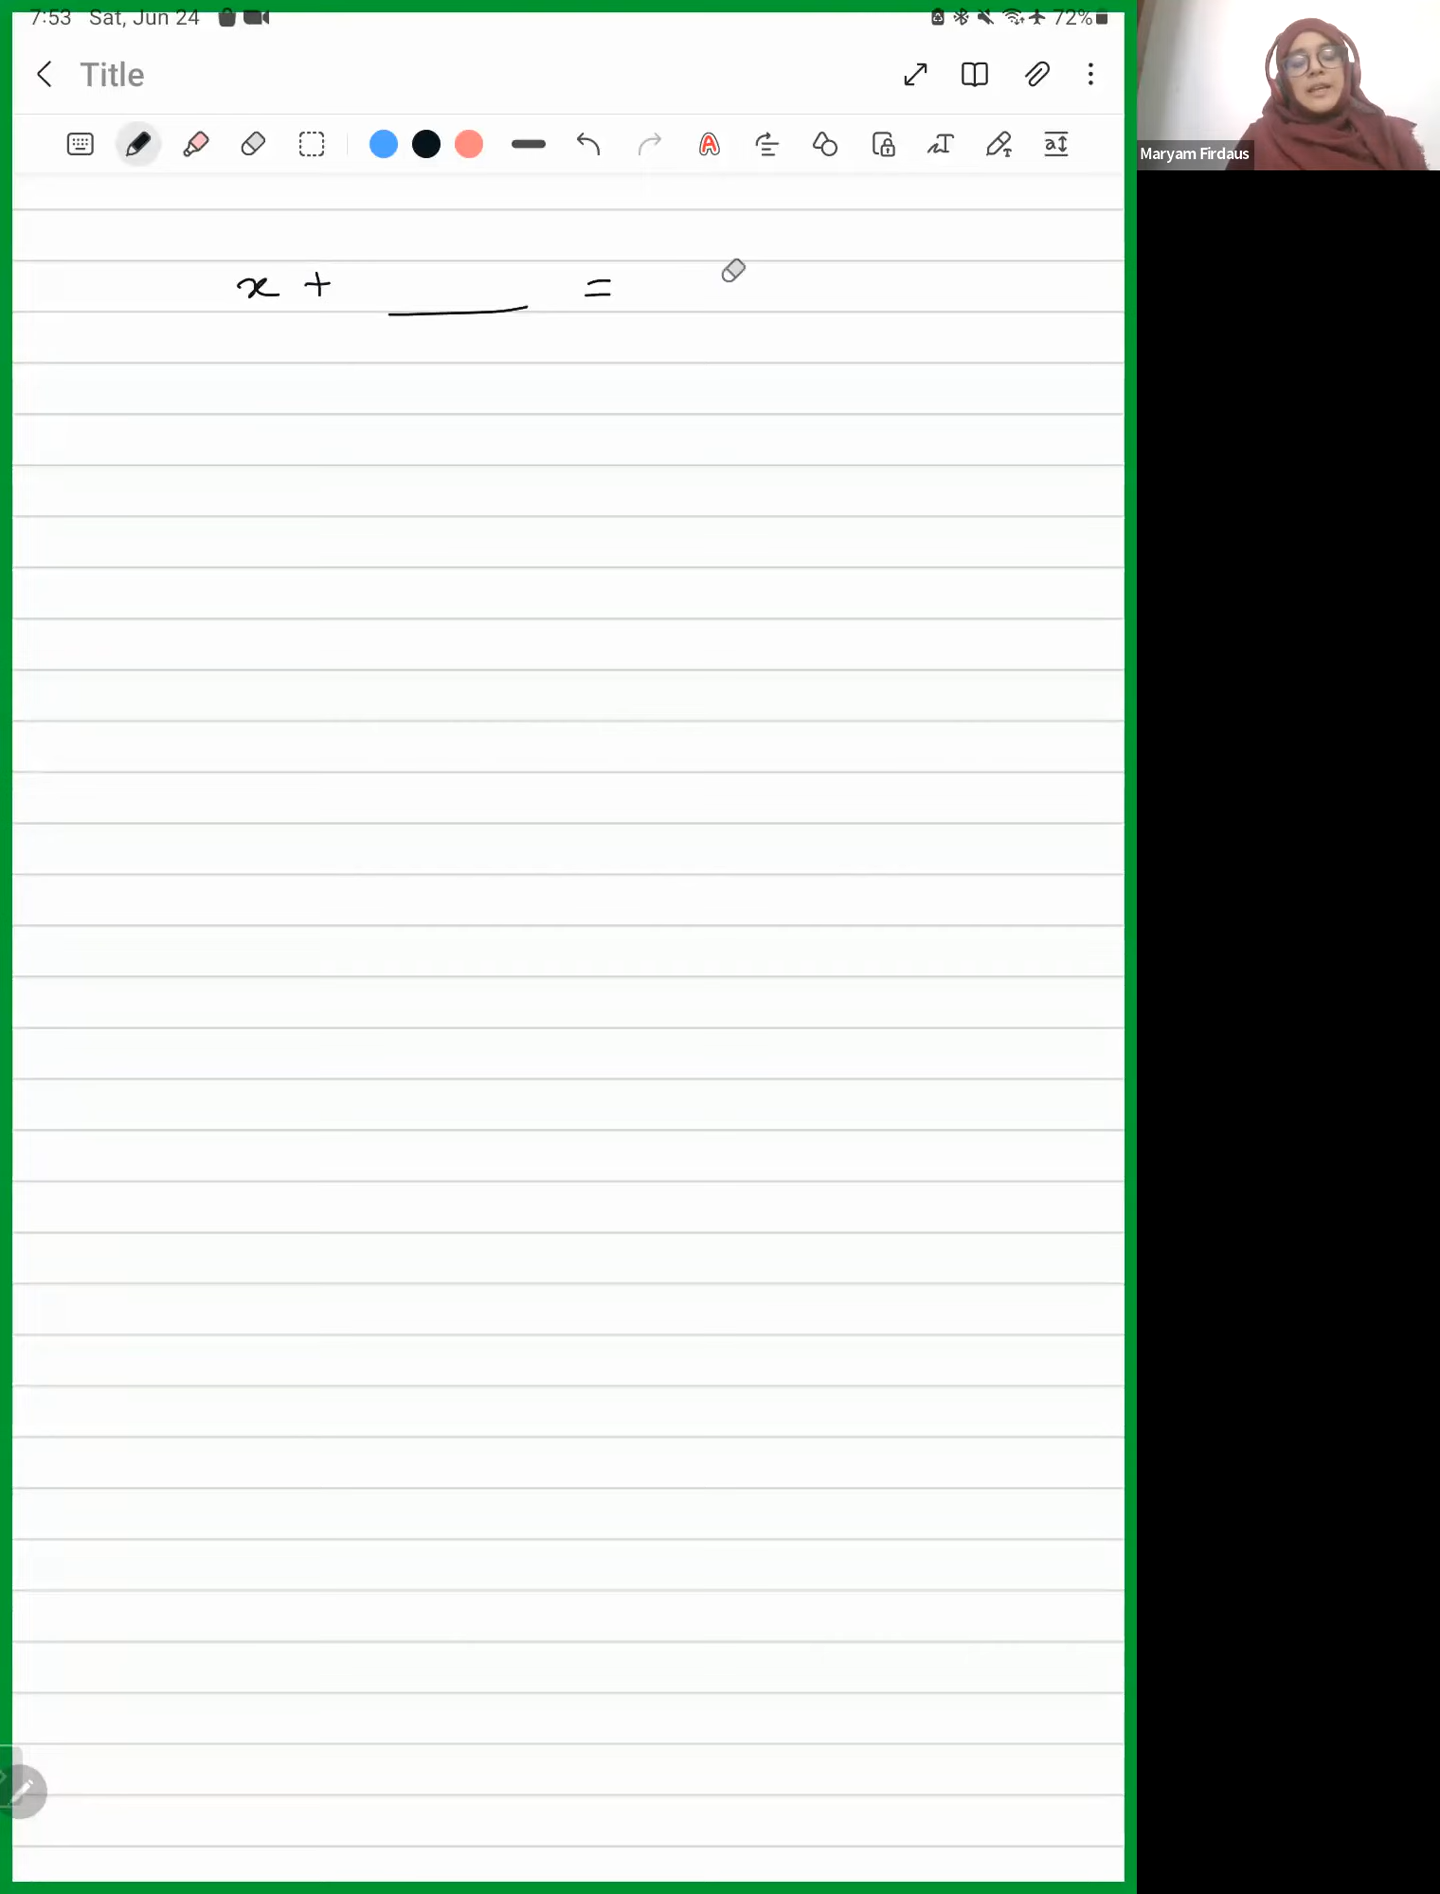 7:53 Sat, Jun 24 72%
Title
A T T a
Maryam Firdaus
x + ____ =